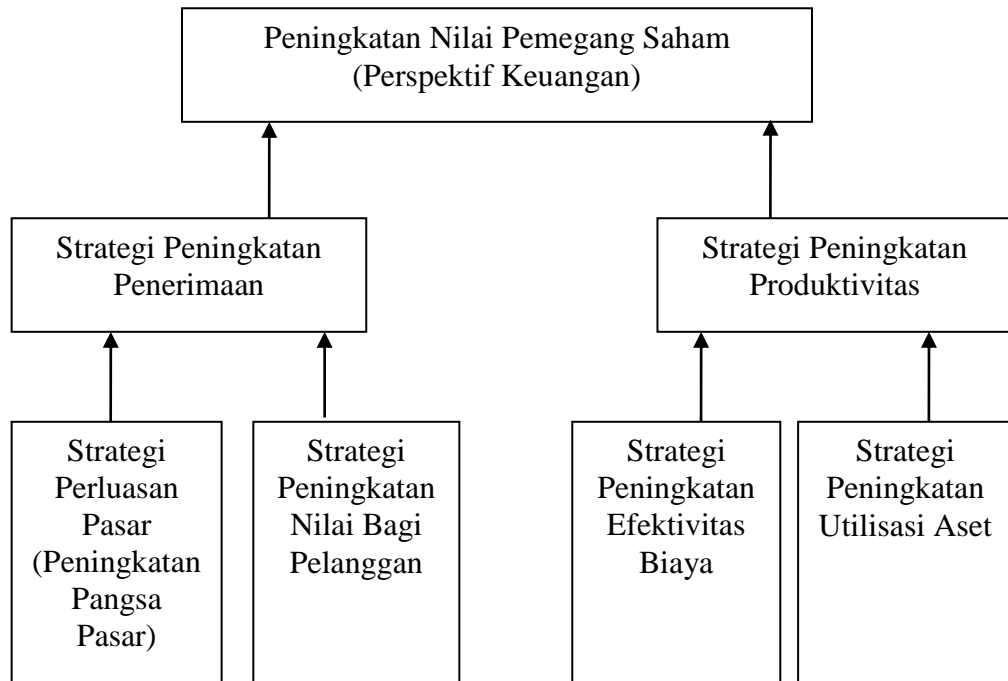 Peningkatan Nilai Pemegang Saham
(Perspektif Keuangan)
Strategi Peningkatan
Penerimaan
Strategi Peningkatan
Produktivitas
Strategi
Perluasan
Pasar
(Peningkatan
Pangsa
Pasar)
Strategi
Peningkatan
Nilai Bagi
Pelanggan
Strategi
Peningkatan
Efektivitas
Biaya
Strategi
Peningkatan
Utilisasi Aset